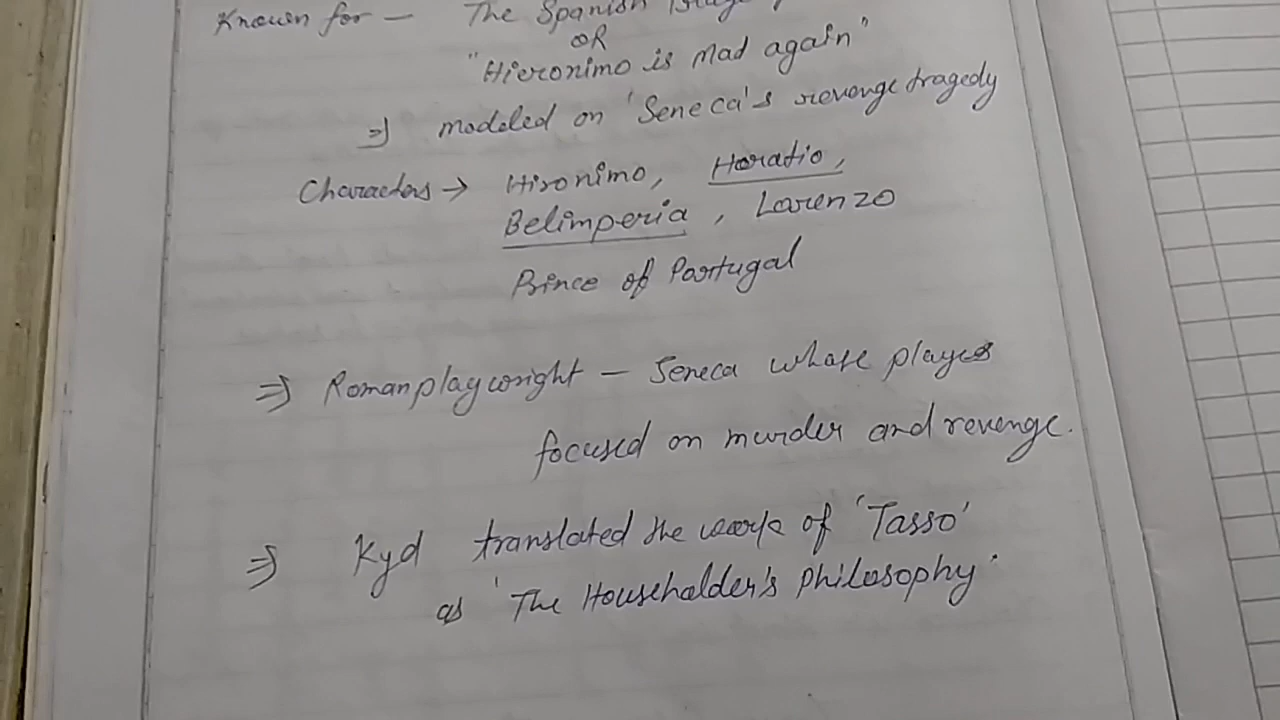 Known for - The Spanish
OR
"Hieronimo is mad again"
⇒ modeled on 'Seneca's revenge tragedy
Characters → Hironimo, Horatio,
Belimperia, Lorenzo
Prince of Portugal
⇒ Roman playwright - Seneca whose playes
focused on murder and revenge.
⇒ Kyd translated the work of 'Tasso'
as 'The Householder's Philosophy'